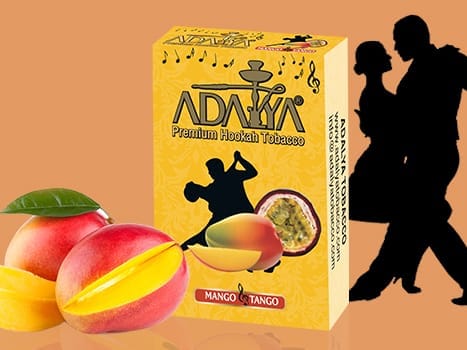 ADALYA®
Premium Hookah Tobacco
MANGO TANGO
ADALYA TOBACCO
www.adalyatobacco.com
info@adalyatobacco.com